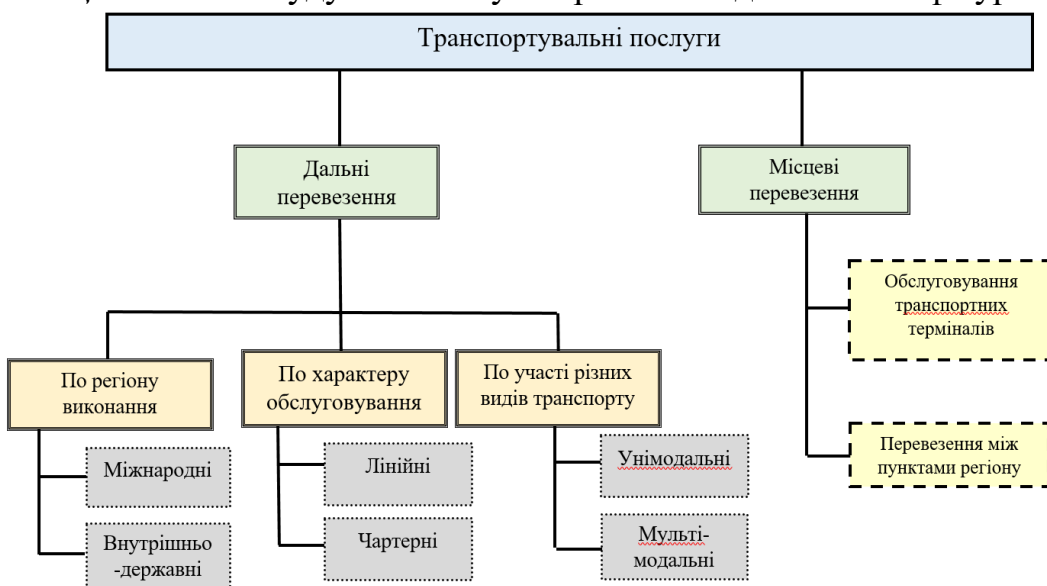 Транспортувальні послуги
Дальні
перевезення
Місцеві
перевезення
Обслуговування
транспортних
терміналів
Перевезення між
пунктами регіону
По регіону
виконання
По характеру
обслуговування
По участі різних
видів транспорту
Міжнародні
Внутрішньо
-державні
Лінійні
Чартерні
Унімодальні
Мульті-
модальні